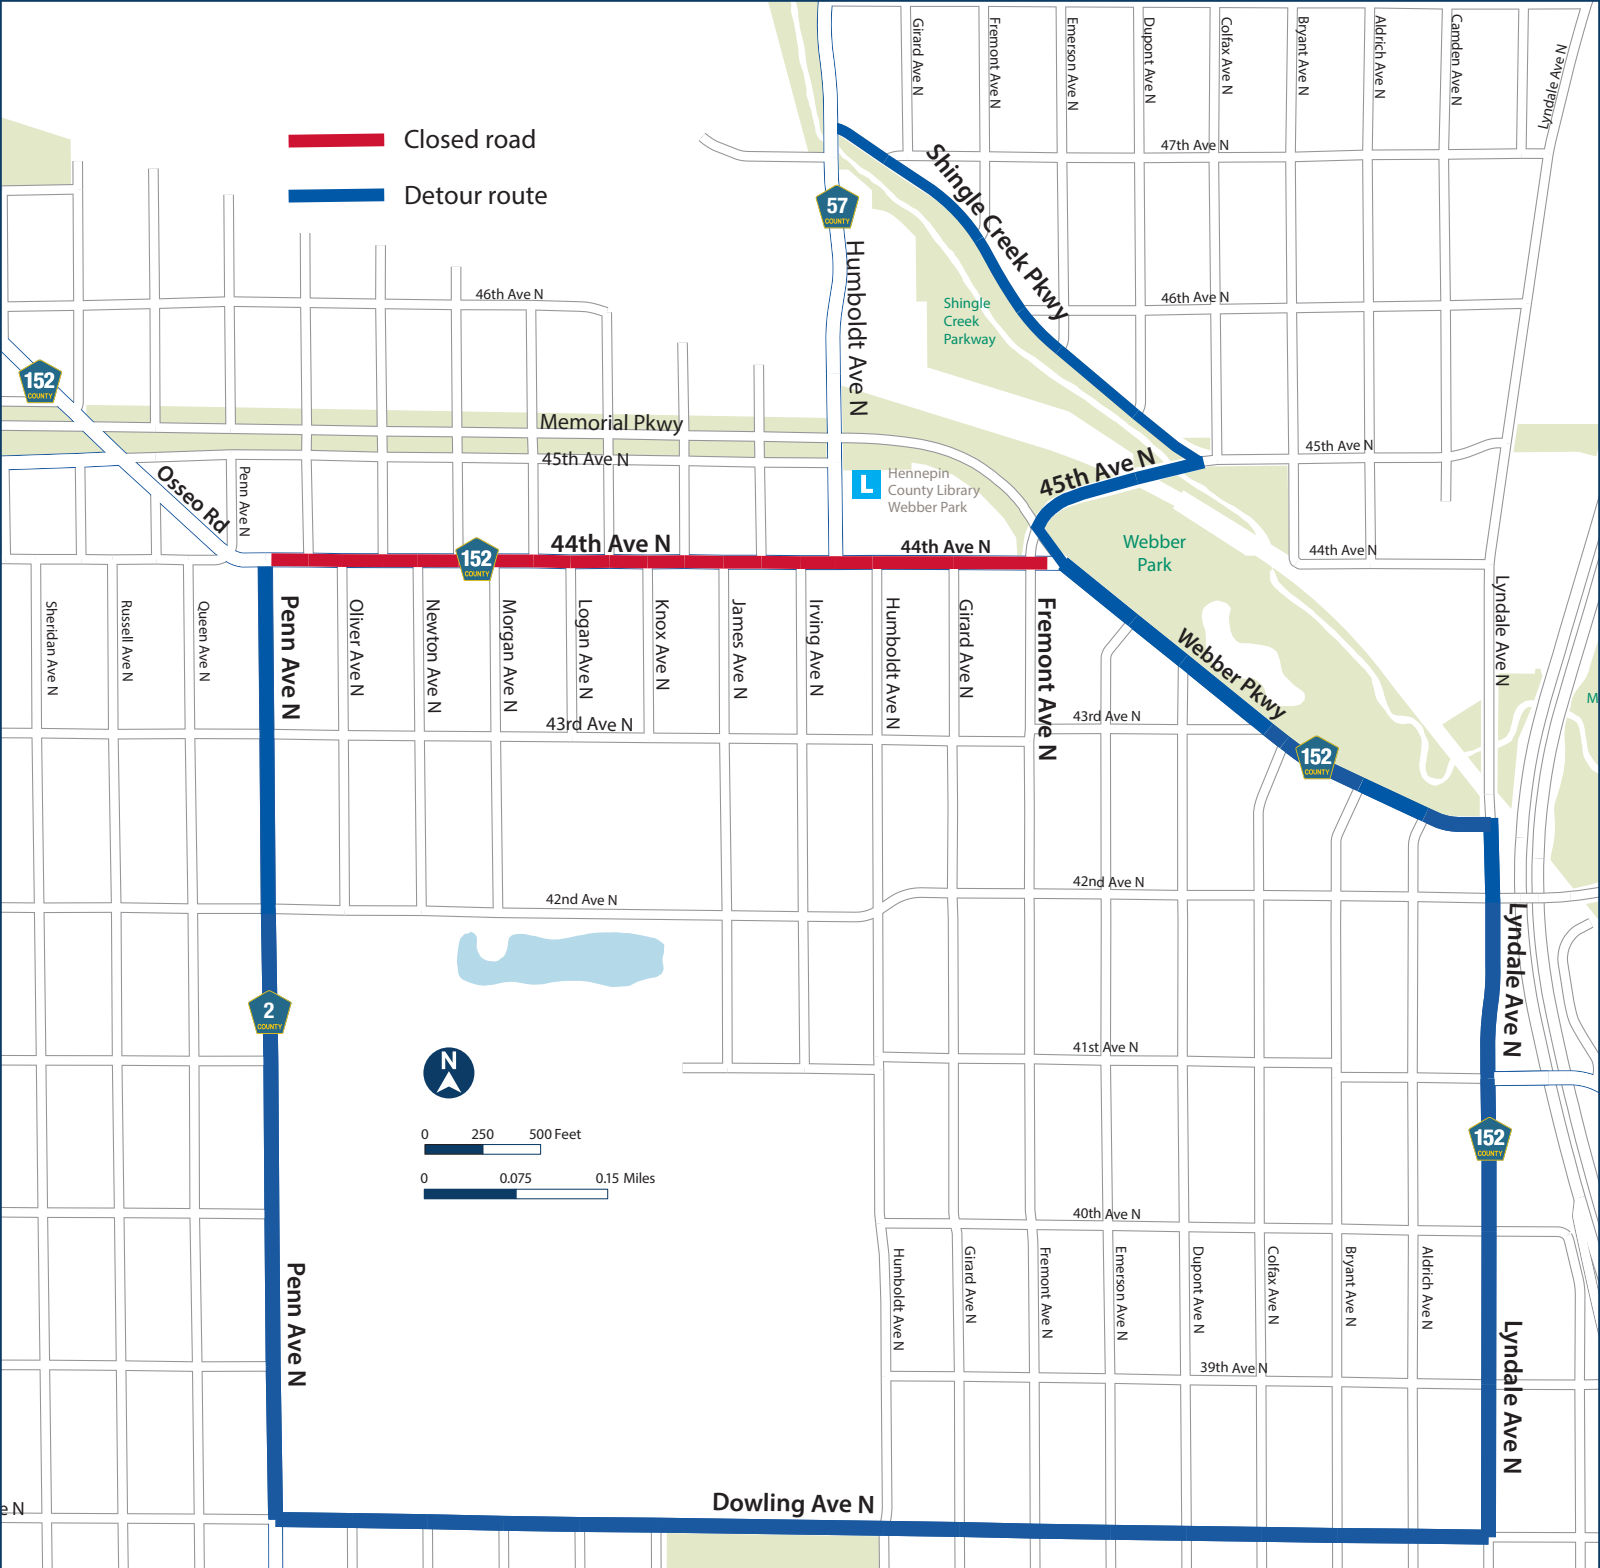 Girard Ave N
Fremont Ave N
Emerson Ave N
Dupont Ave N
Colfax Ave N
Bryant Ave N
Aldrich Ave N
Camden Ave N
Lyndale Ave N
Closed road
Detour route
47th Ave N
Shingle Creek Pkwy
57
COUNTY
Humboldt Ave N
46th Ave N
46th Ave N
Shingle
Creek
Parkway
152
COUNTY
Memorial Pkwy
45th Ave N
45th Ave N
45th Ave N
Osseo Rd
Penn Ave N
L
Hennepin
County Library
Webber Park
44th Ave N
44th Ave N
44th Ave N
152
COUNTY
Webber
Park
Lyndale Ave N
Sheridan Ave N
Russell Ave N
Queen Ave N
Penn Ave N
Oliver Ave N
Newton Ave N
Morgan Ave N
Logan Ave N
Knox Ave N
James Ave N
Irving Ave N
Humboldt Ave N
Girard Ave N
Fremont Ave N
Webber Pkwy
M
43rd Ave N
43rd Ave N
152
COUNTY
42nd Ave N
42nd Ave N
Lyndale Ave N
2
COUNTY
N
41st Ave N
0 250 500 Feet
0 0.075 0.15 Miles
152
COUNTY
40th Ave N
Penn Ave N
Humboldt Ave N
Girard Ave N
Fremont Ave N
Emerson Ave N
Dupont Ave N
Colfax Ave N
Bryant Ave N
Aldrich Ave N
Lyndale Ave N
39th Ave N
e N
Dowling Ave N